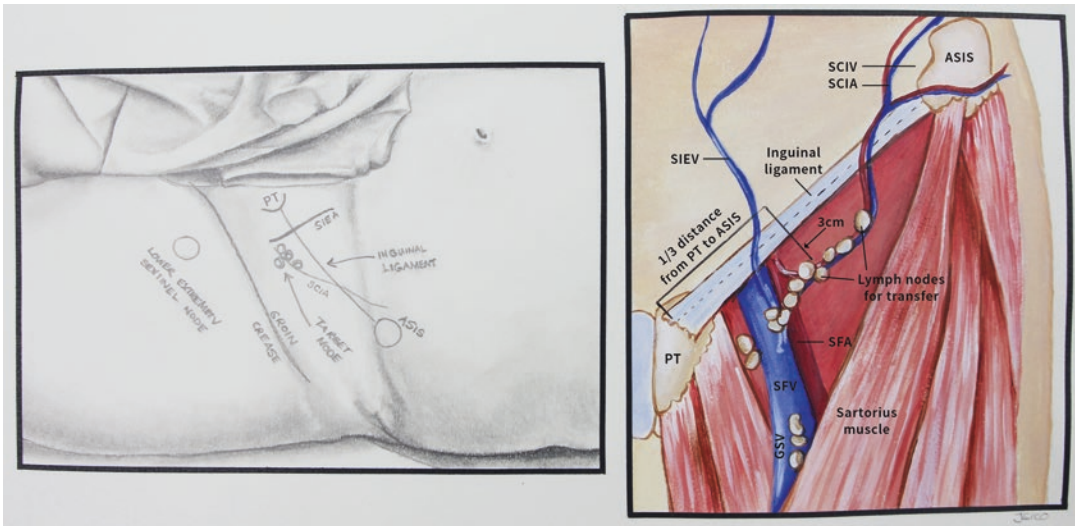 PT
SIEA
INGUINAL
LIGAMENT
LOWER EXTREMITY
SENTINEL NODE
SCIA
GROIN
CREASE
TARGET
NODE
ASIS
SCIV
SCIA
ASIS
SIEV
Inguinal
ligament
3cm
1/3 distance
from PT to ASIS
Lymph nodes
for transfer
SFA
PT
SFV
GSV
Sartorius
muscle